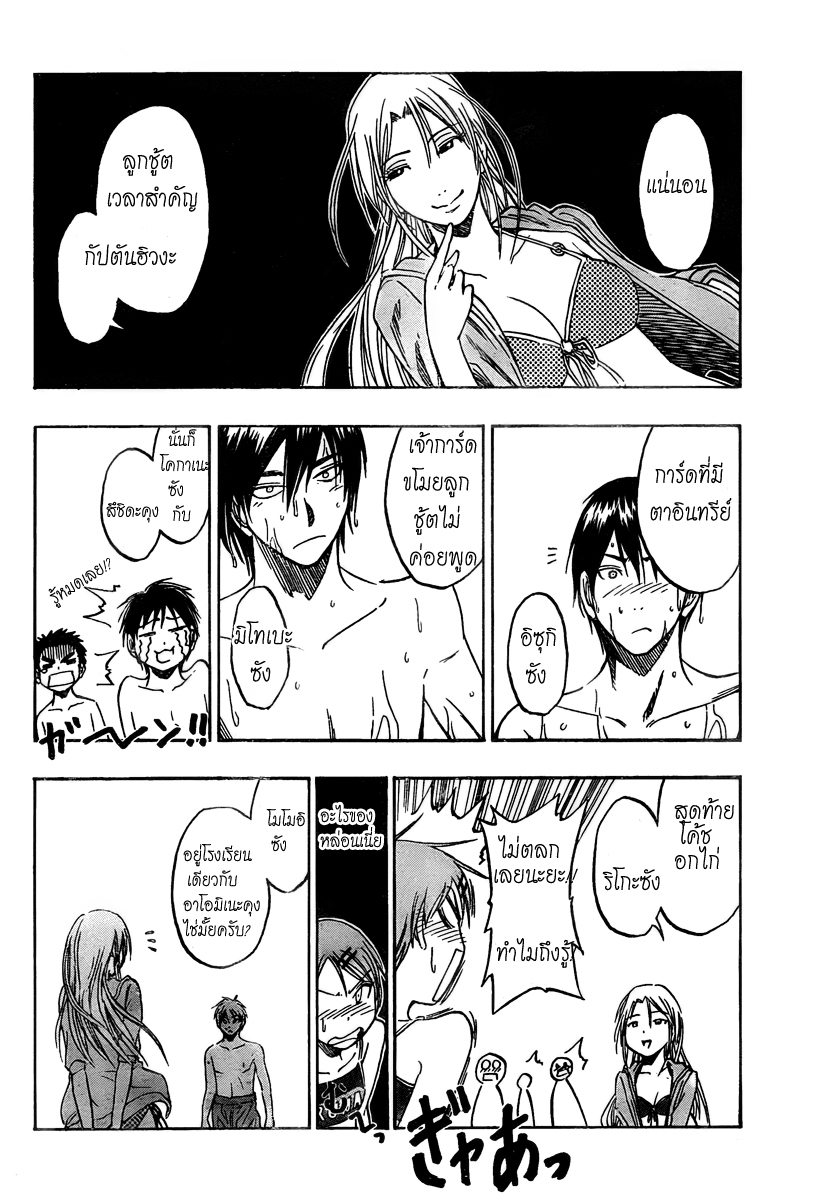 แน่นอน
ลูกชู้ต
เวลาสำคัญ
กัปตันฮิวงะ
การ์ดที่มี
ตาอินทรีย์
อิซุกิ
ซัง
เจ้าการ์ด
ขโมยลูก
ชู้ตไม่
ค่อยพูด
มิโทเบะ
ซัง
นั่นก็
โคกาเนะ
ซัง
กับ
สึชิดะคุง
รู้หมดเลย!?
ガーン!!
สุดท้าย
โค้ช
อกไก่
ริโกะซัง
ไม่ตลก
เลยนะยะ!!
ทำไมถึงรู้
ぎゃあっ
อะไรของ
หล่อนเนี่ย
โมโมอิ
ซัง
อยู่โรงเรียน
เดียวกับ
อาโอมิเนะคุง
ใช่มั้ยครับ?